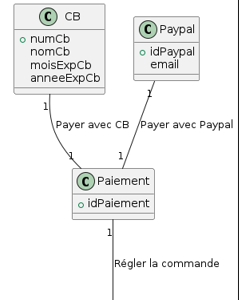 C CB
numCb
nomCb
moisExpCb
anneeExpCb
C Paypal
idPaypal
email
1
1
Payer avec CB
Payer avec Paypal
1
1
C Paiement
idPaiement
1
Régler la commande